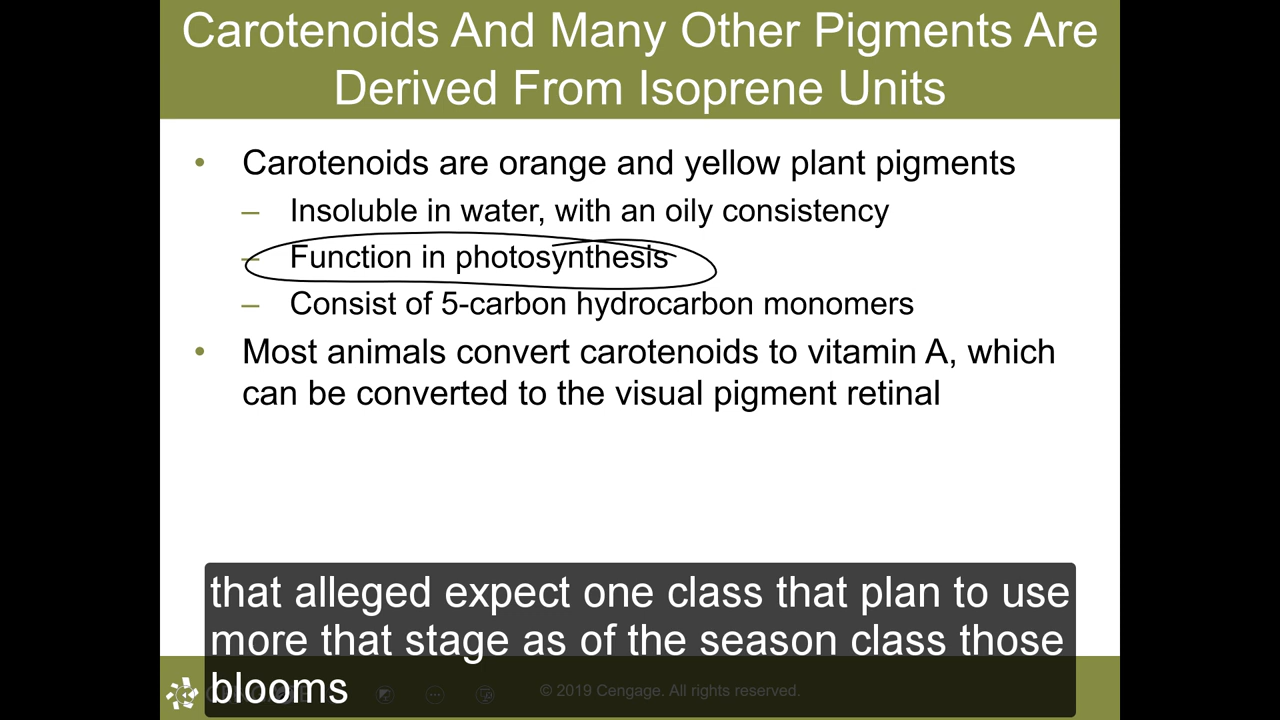 Carotenoids And Many Other Pigments Are
Derived From Isoprene Units
• Carotenoids are orange and yellow plant pigments
– Insoluble in water, with an oily consistency
– Function in photosynthesis
– Consist of 5-carbon hydrocarbon monomers
• Most animals convert carotenoids to vitamin A, which
can be converted to the visual pigment retinal
that alleged expect one class that plan to use
more that stage as of the season class those
blooms
© 2019 Cengage. All rights reserved.